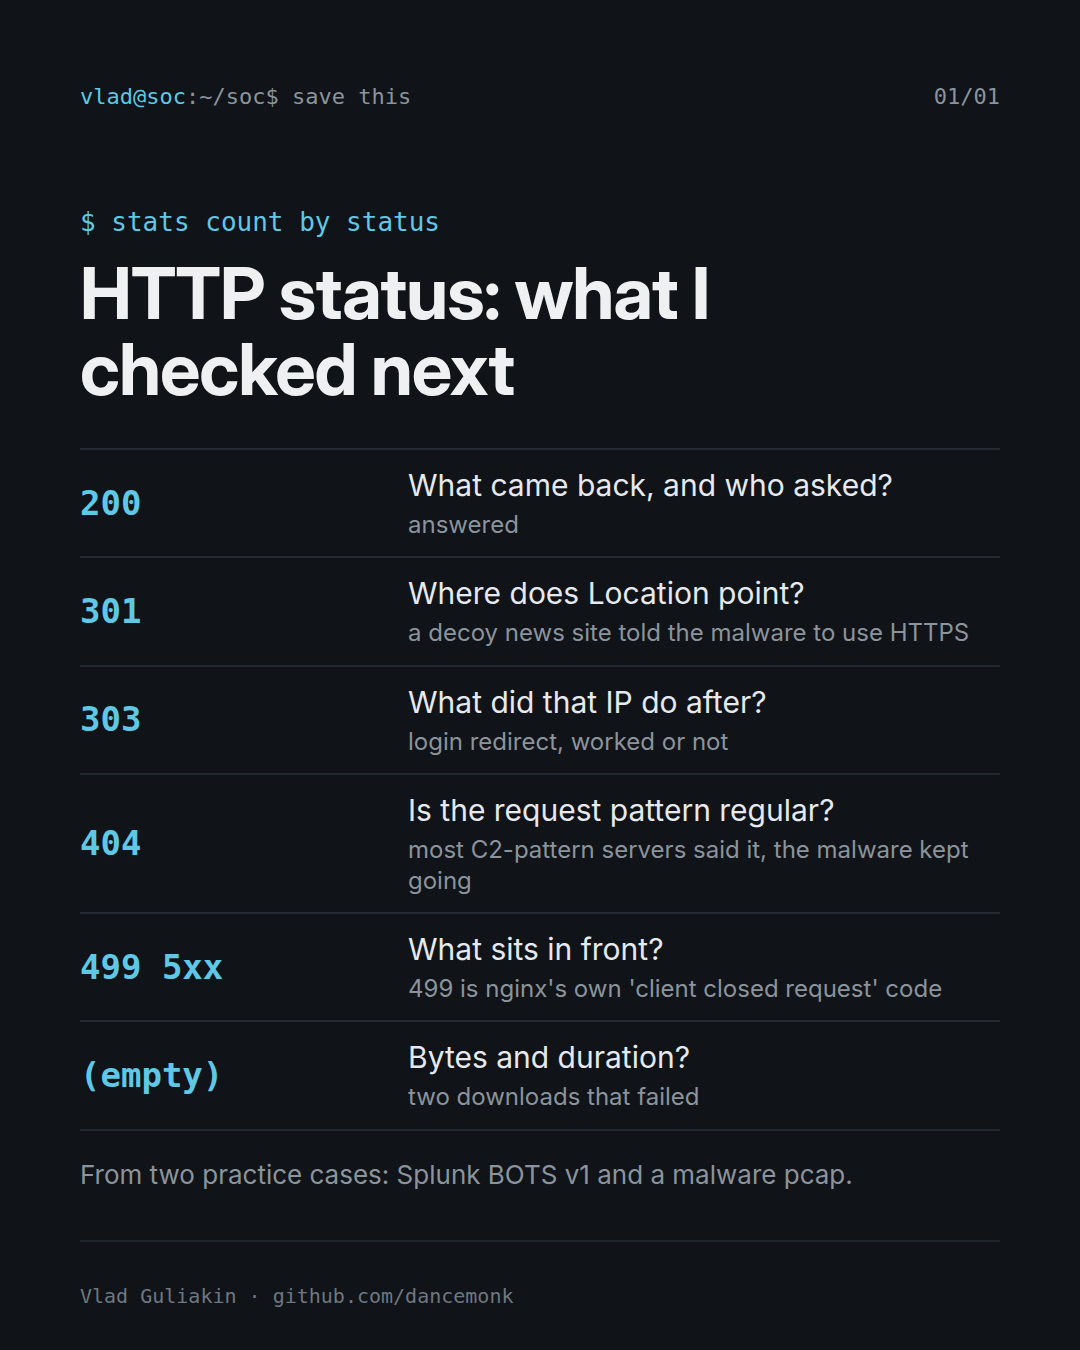 vlad@soc:~/soc$ save this
01/01
$ stats count by status
HTTP status: what I
checked next
200
What came back, and who asked?
answered
301
Where does Location point?
a decoy news site told the malware to use HTTPS
303
What did that IP do after?
login redirect, worked or not
404
Is the request pattern regular?
most C2-pattern servers said it, the malware kept
going
499 5xx
What sits in front?
499 is nginx's own 'client closed request' code
(empty)
Bytes and duration?
two downloads that failed
From two practice cases: Splunk BOTS v1 and a malware pcap.
Vlad Guliakin · github.com/dancemonk